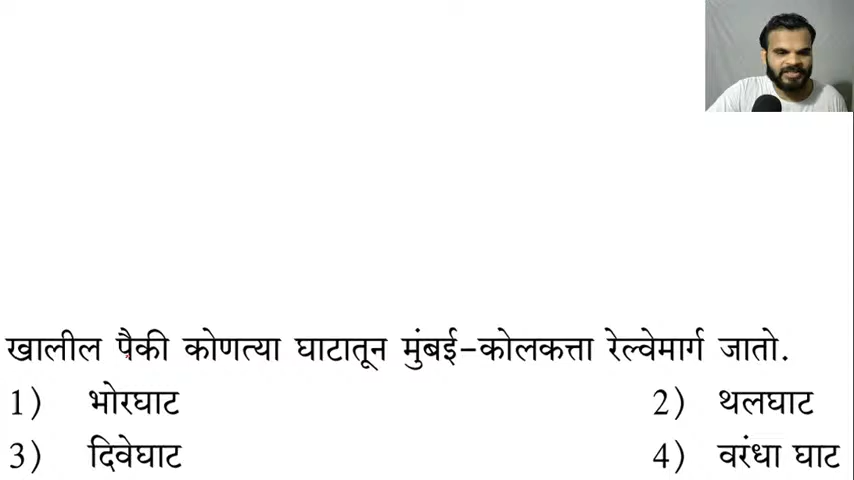 खालील पैकी कोणत्या घाटातून मुंबई-कोलकत्ता रेल्वेमार्ग जातो.
1) भोरघाट 2) थलघाट
3) दिवेघाट 4) वरंधा घाट